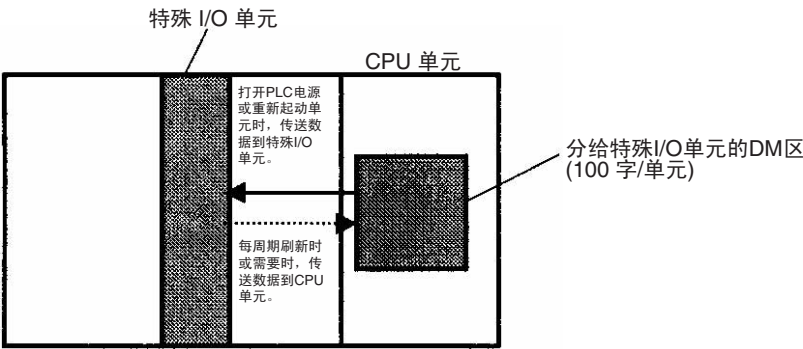 特殊 I/O 单元
CPU 单元
打开PLC电源
或重新起动单
元时，传送数
据到特殊I/O
单元。
分给特殊I/O单元的DM区
(100 字/单元)
每周期刷新时
或需要时，传
送数据到CPU
单元。